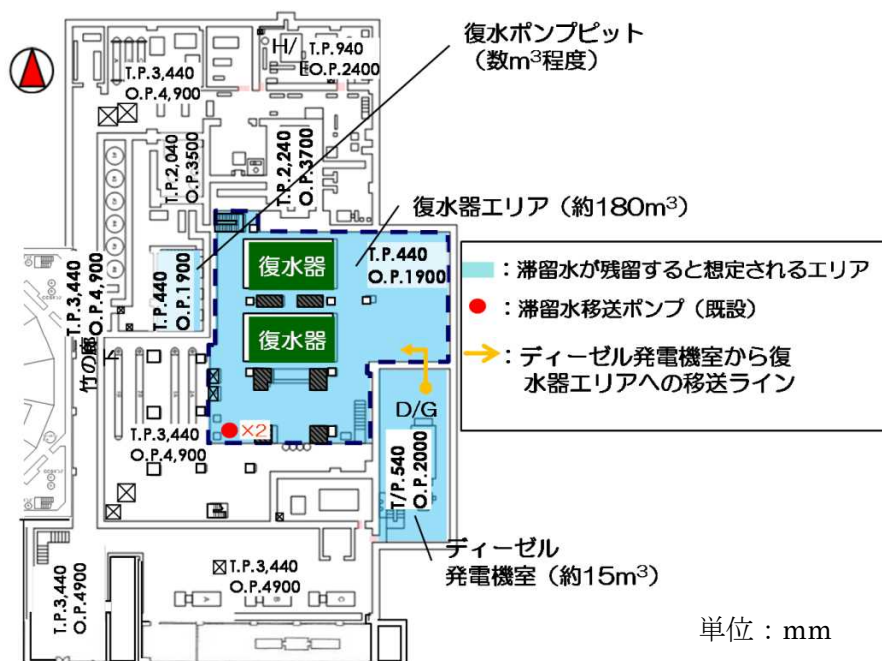 復水ポンプピット
（数m³程度）
H/
T.P.940
O.P.2400
T.P.3,440
O.P.4,900
T.P.2,040
O.P.3500
T.P.2,240
O.P.3700
復水器エリア（約180m³）
T.P.440
O.P.1900
復水器
T.P.440
O.P.1900
T.P.3,440
O.P.4,900
竹の廊下
復水器
：滞留水が残留すると想定されるエリア
：滞留水移送ポンプ（既設）
：ディーゼル発電機室から復
水器エリアへの移送ライン
D/G
×2
T.P.3,440
O.P.4,900
T/P.540
O.P.2000
ディーゼル
発電機室（約15m³）
T.P.3,440
O.P.4900
T.P.3,440
O.P.4900
A
B
C
単位：mm